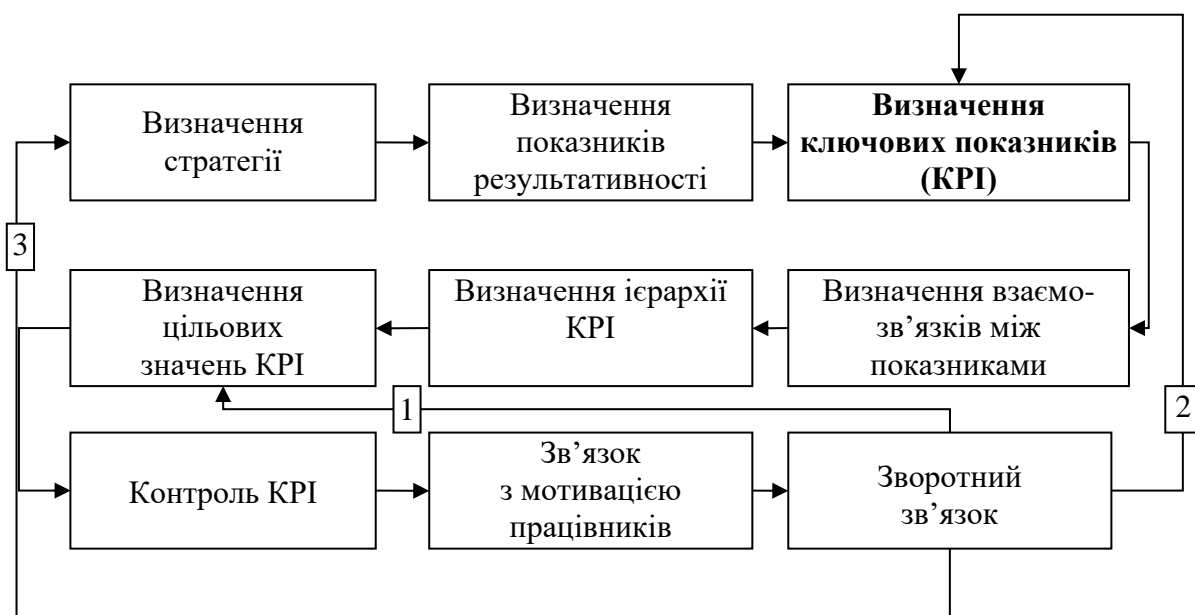 Визначення
стратегії
Визначення
показників
результативності
Визначення
ключових показників
(КРІ)
3
Визначення
цільових
значень КРІ
Визначення ієрархії
КРІ
Визначення взаємо-
зв’язків між
показниками
1
2
Контроль КРІ
Зв’язок
з мотивацією
працівників
Зворотний
зв’язок